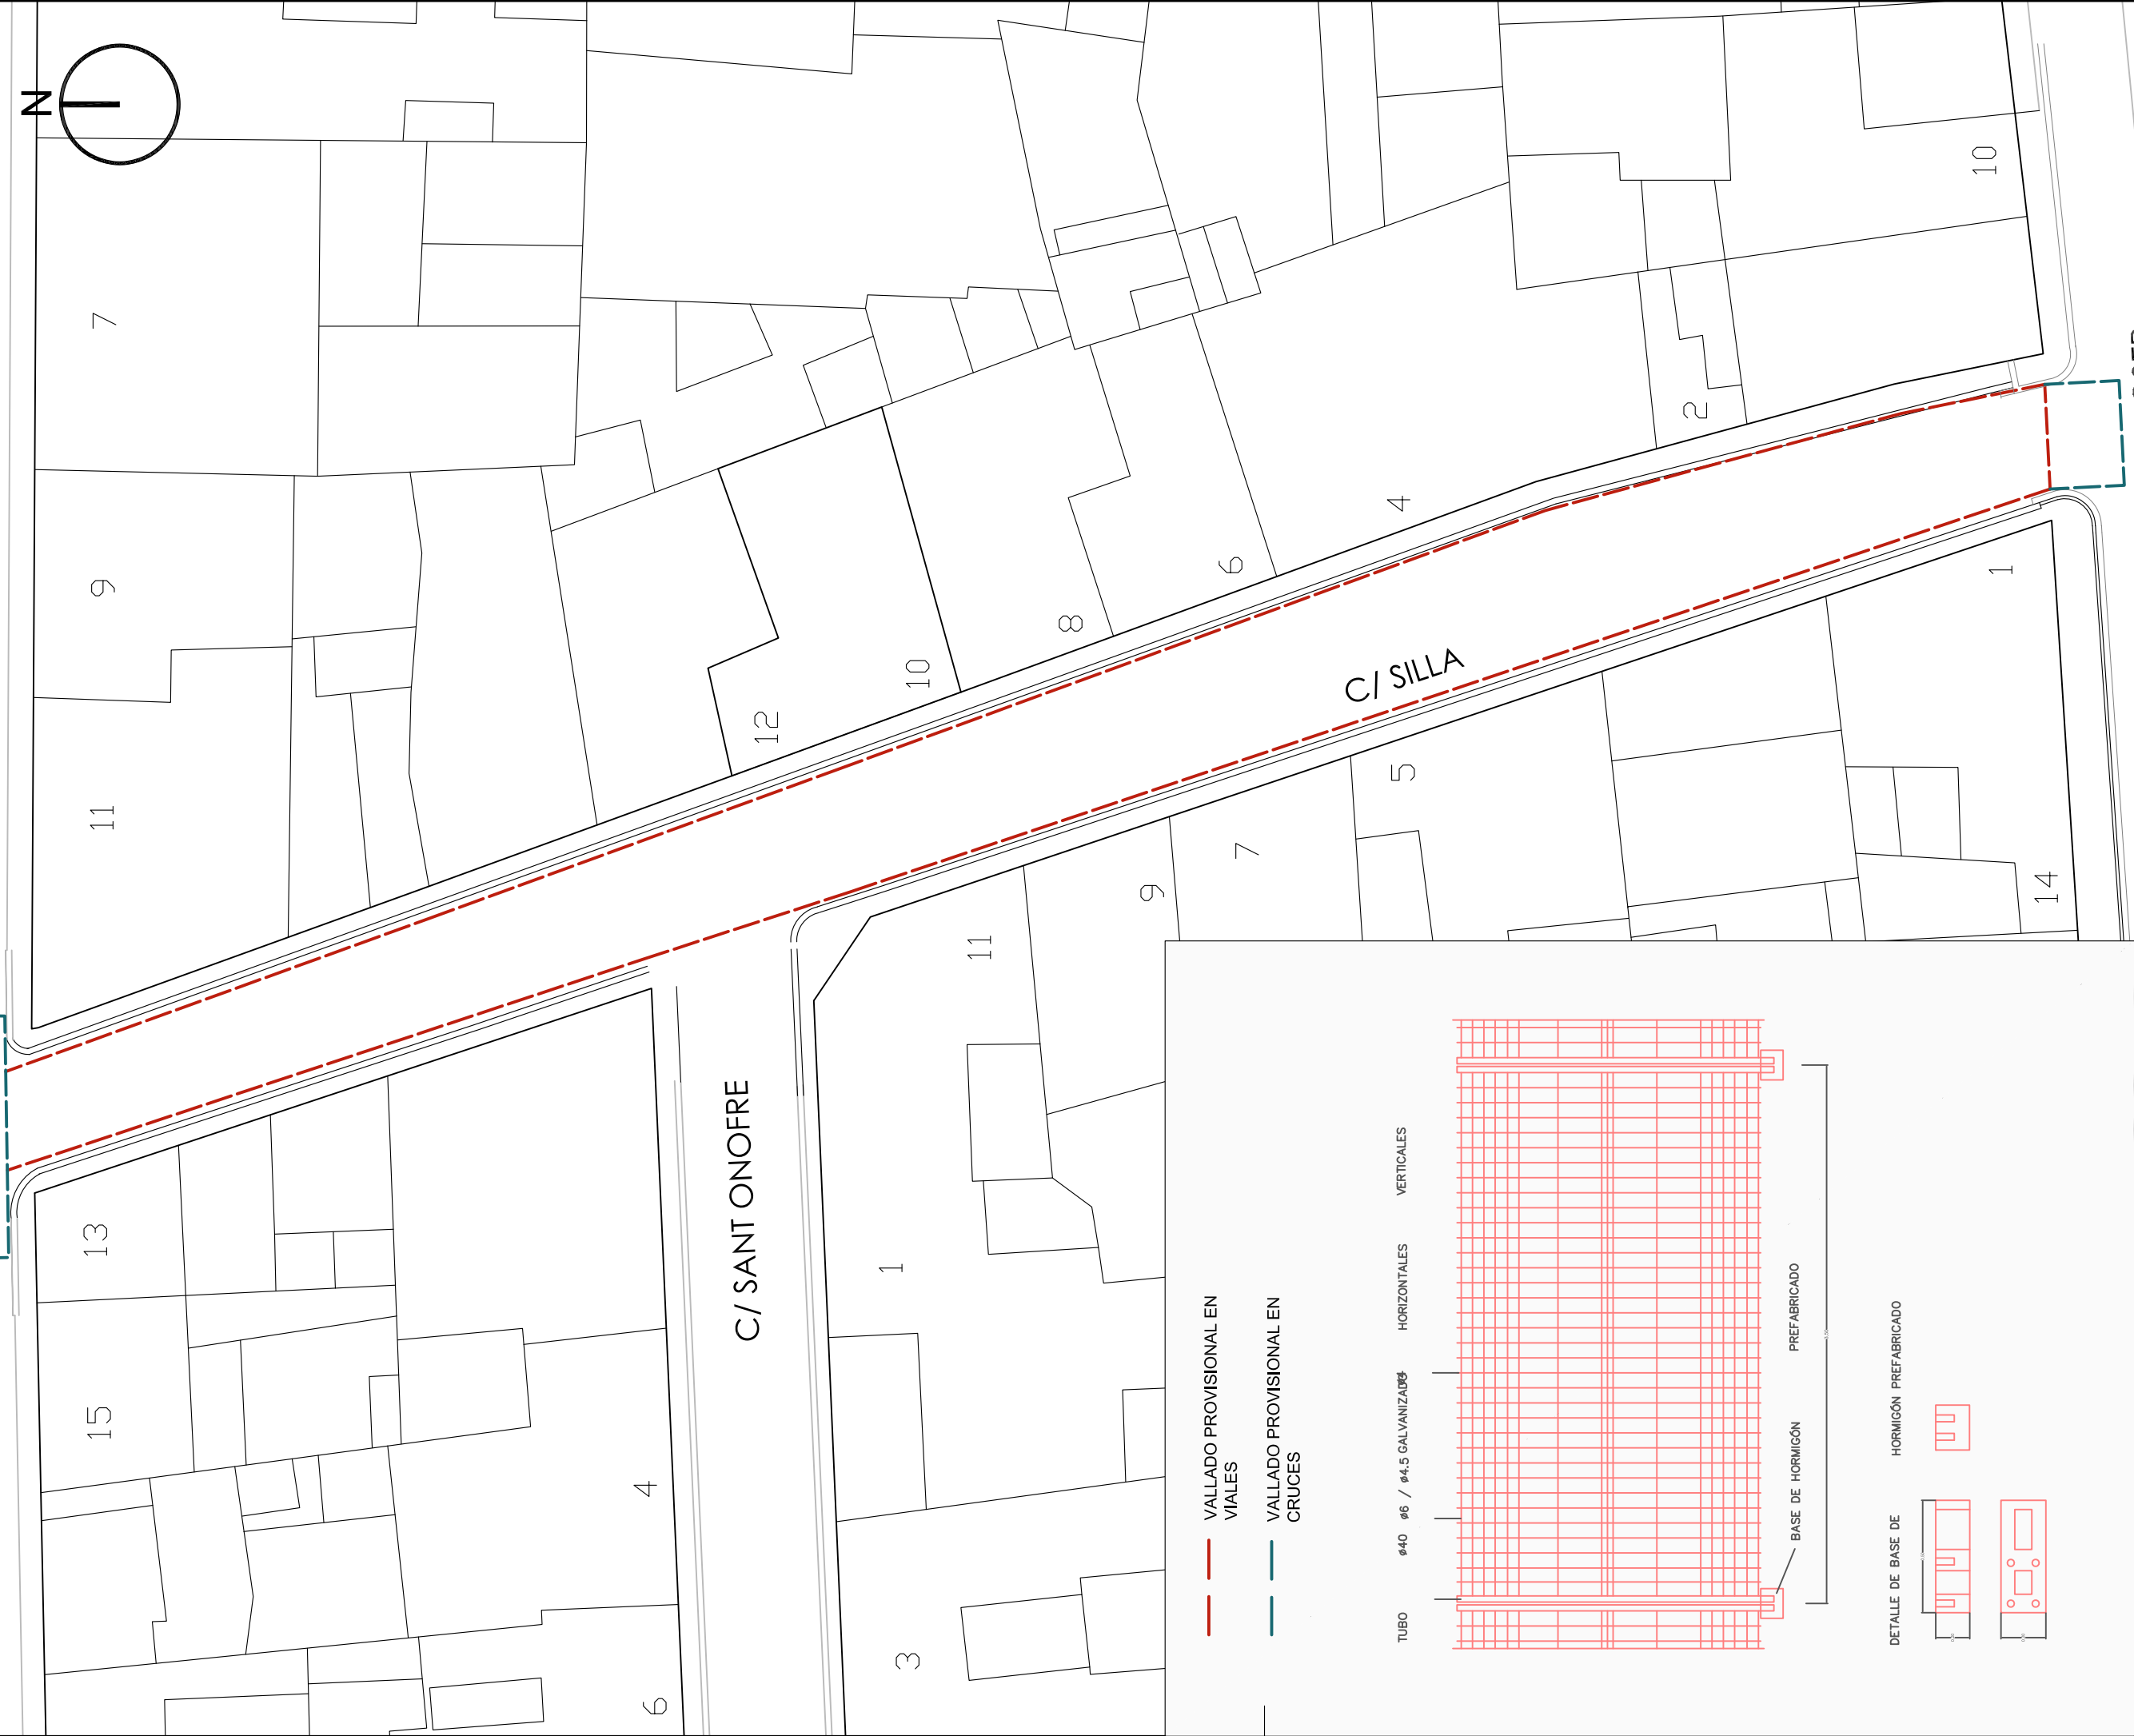 N
7
9
11
12
10
8
6
4
2
10
C/ SILLA
1
5
7
9
11
14
C/ SANT ONOFRE
13
15
4
6
1
3
VALLADO PROVISIONAL EN
VIALES
VALLADO PROVISIONAL EN
CRUCES
TUBO ø40 ø6 / ø4.5 GALVANIZADO HORIZONTALES VERTICALES
BASE DE HORMIGÓN PREFABRICADO
DETALLE DE BASE DE HORMIGÓN PREFABRICADO